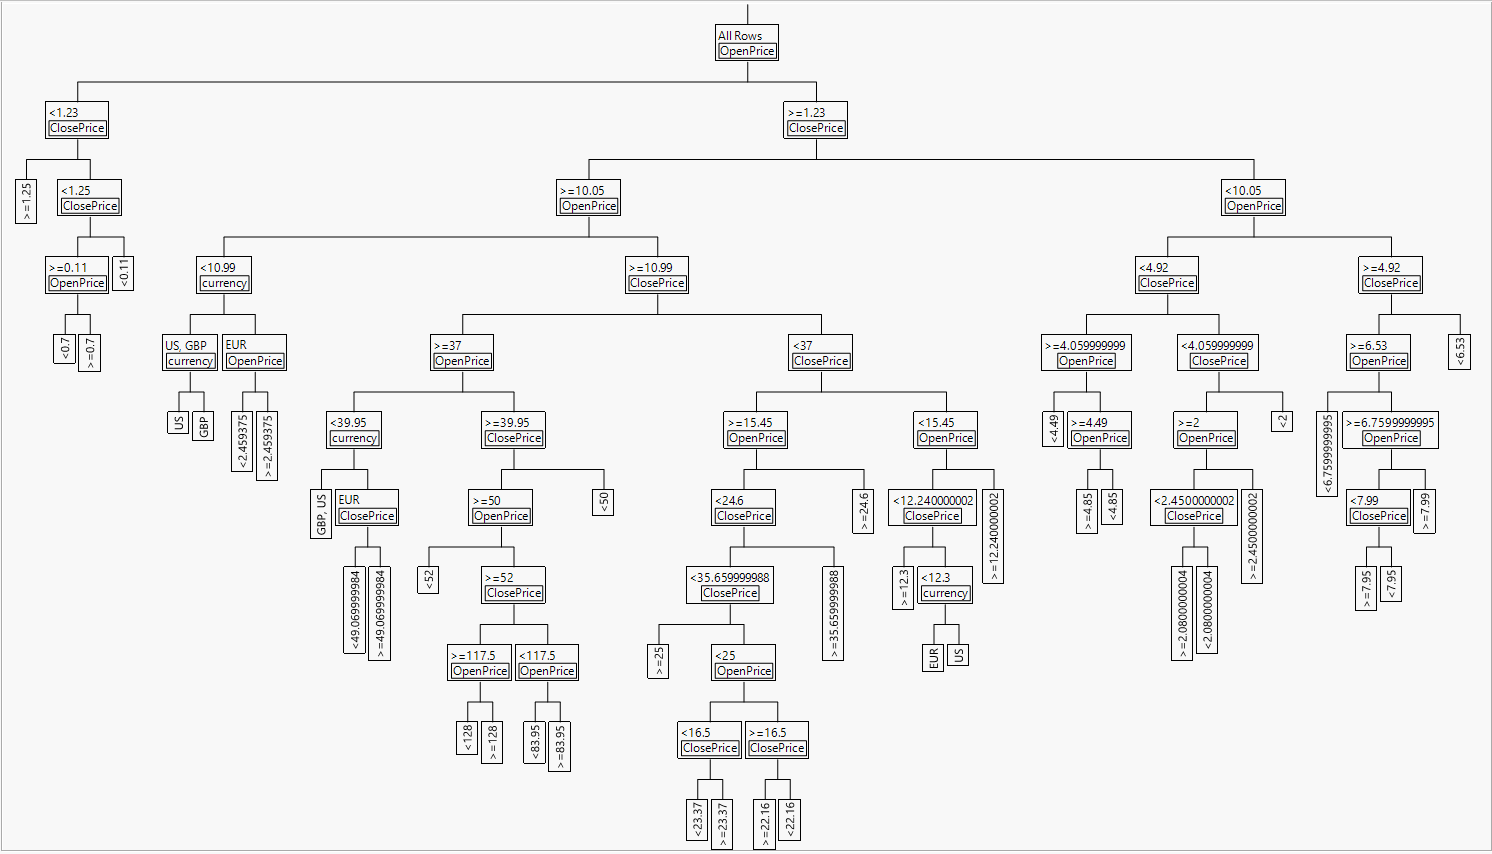 All Rows
OpenPrice
<1.23
ClosePrice
>=1.23
ClosePrice
>=1.25
<1.25
ClosePrice
>=10.05
OpenPrice
<10.05
OpenPrice
>=0.11
OpenPrice
<0.11
<10.99
currency
>=10.99
ClosePrice
<4.92
ClosePrice
>=4.92
ClosePrice
<0.7
>=0.7
US, GBP
currency
EUR
OpenPrice
>=37
OpenPrice
<37
ClosePrice
>=4.059999999
OpenPrice
<4.059999999
ClosePrice
>=6.53
OpenPrice
<6.53
US
GBP
<2.459375
>=2.459375
<39.95
currency
>=39.95
ClosePrice
>=15.45
OpenPrice
<15.45
OpenPrice
<4.49
>=4.49
OpenPrice
>=2
OpenPrice
<2
<6.7599999995
>=6.7599999995
OpenPrice
GBP, US
EUR
ClosePrice
>=50
OpenPrice
<50
<24.6
ClosePrice
>=24.6
<12.240000002
ClosePrice
>=12.240000002
>=4.85
<4.85
<2.4500000002
ClosePrice
>=2.4500000002
<7.99
ClosePrice
>=7.99
<49.069999984
>=49.069999984
<52
>=52
ClosePrice
<35.659999988
ClosePrice
>=35.659999988
>=12.3
<12.3
currency
>=2.0800000004
<2.0800000004
>=7.95
<7.95
>=117.5
OpenPrice
<117.5
OpenPrice
>=25
<25
OpenPrice
EUR
US
<128
>=128
<83.95
>=83.95
<16.5
ClosePrice
>=16.5
ClosePrice
<23.37
>=23.37
>=22.16
<22.16